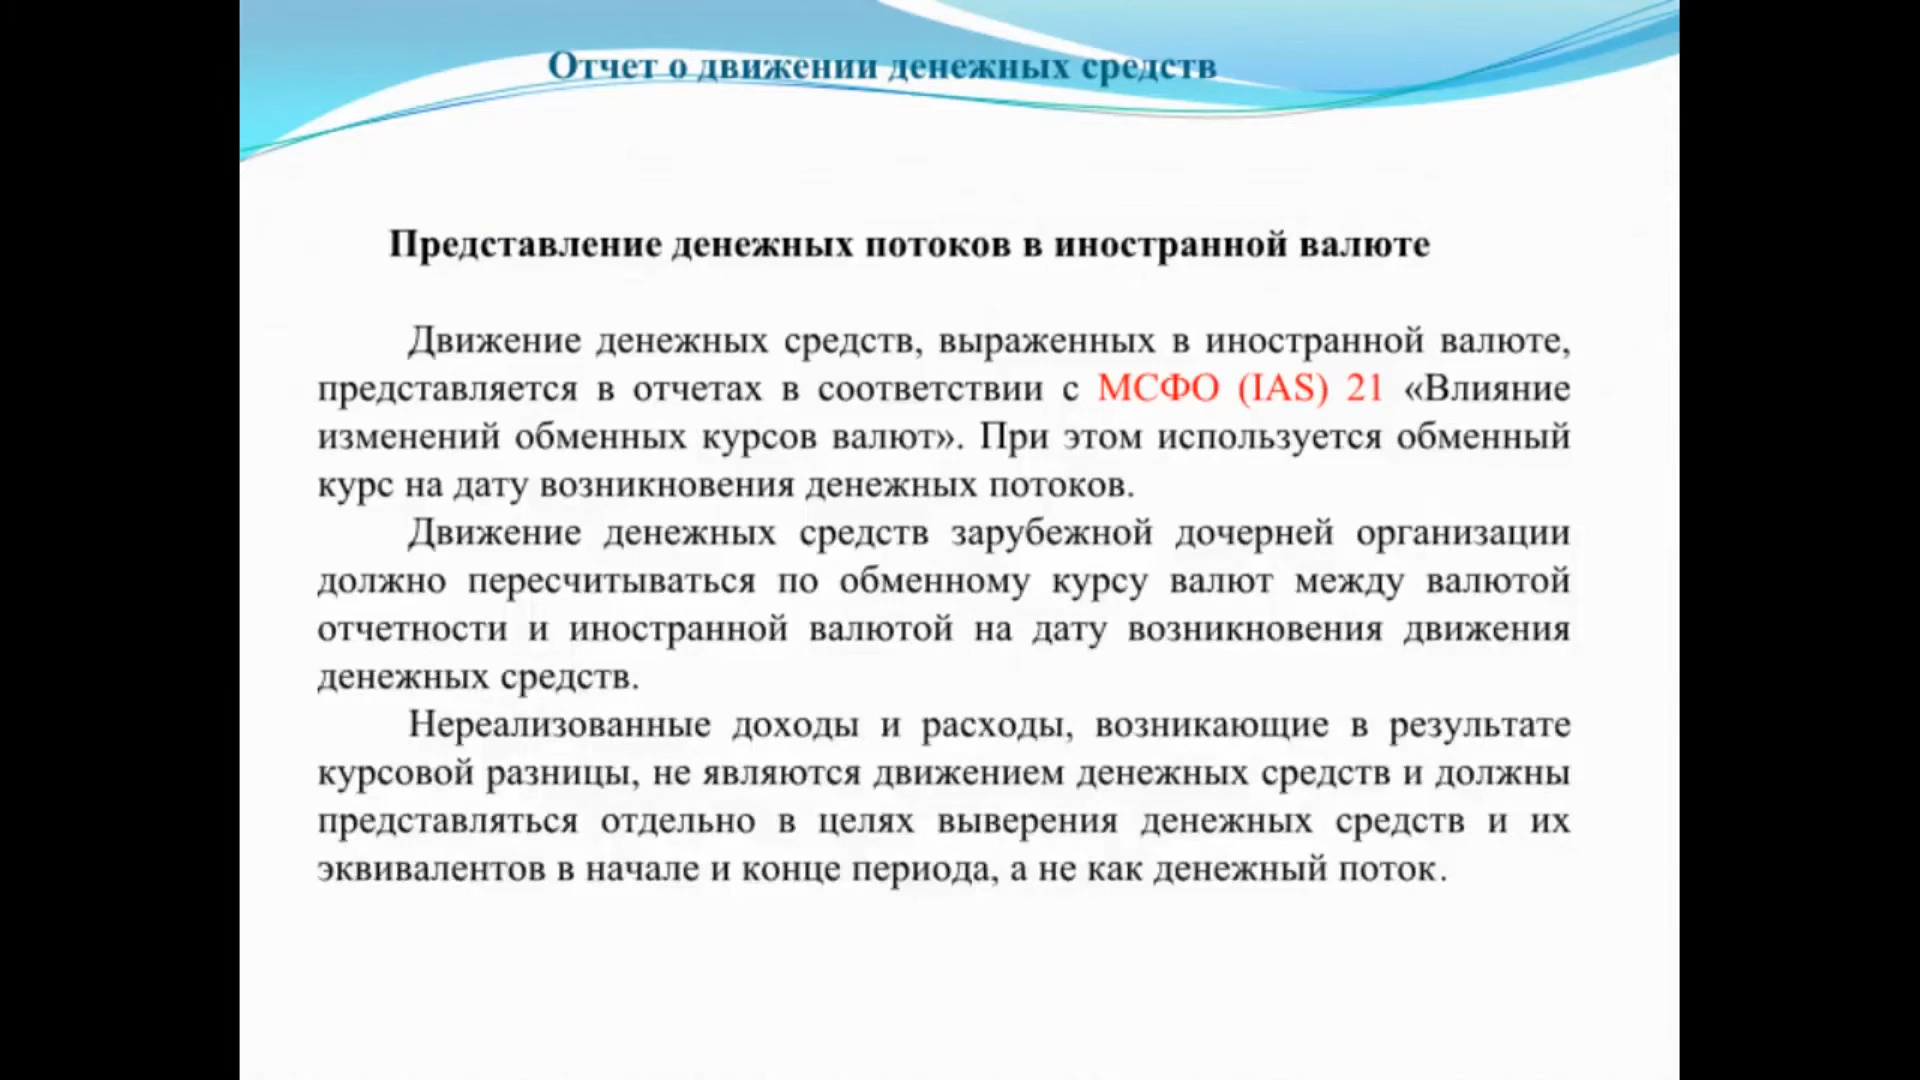 Отчет о движении денежных средств
Представление денежных потоков в иностранной валюте
Движение денежных средств, выраженных в иностранной валюте,
представляется в отчетах в соответствии с МСФО (IAS) 21 «Влияние
изменений обменных курсов валют». При этом используется обменный
курс на дату возникновения денежных потоков.
Движение денежных средств зарубежной дочерней организации
должно пересчитываться по обменному курсу валют между валютой
отчетности и иностранной валютой на дату возникновения движения
денежных средств.
Нереализованные доходы и расходы, возникающие в результате
курсовой разницы, не являются движением денежных средств и должны
представляться отдельно в целях выверения денежных средств и их
эквивалентов в начале и конце периода, а не как денежный поток.